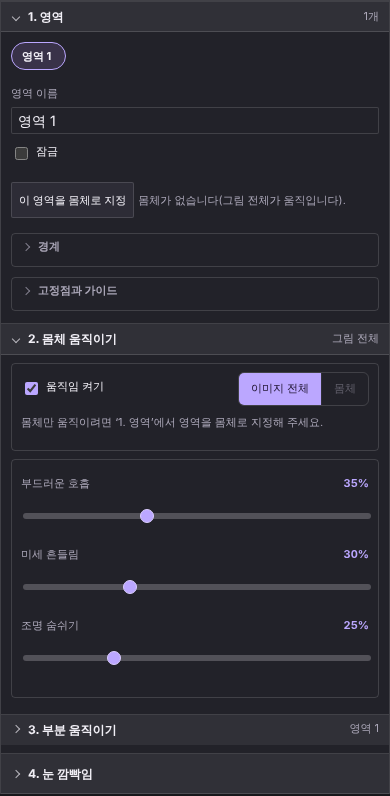 1. 영역
1개
영역 1
영역 이름
영역 1
잠금
이 영역을 몸체로 지정 몸체가 없습니다(그림 전체가 움직입니다).
경계
고정점과 가이드
2. 몸체 움직이기
그림 전체
움직임 켜기
이미지 전체
몸체
몸체만 움직이려면 ‘1. 영역’에서 영역을 몸체로 지정해 주세요.
부드러운 호흡
35%
미세 흔들림
30%
조명 숨쉬기
25%
3. 부분 움직이기
영역 1
4. 눈 깜빡임